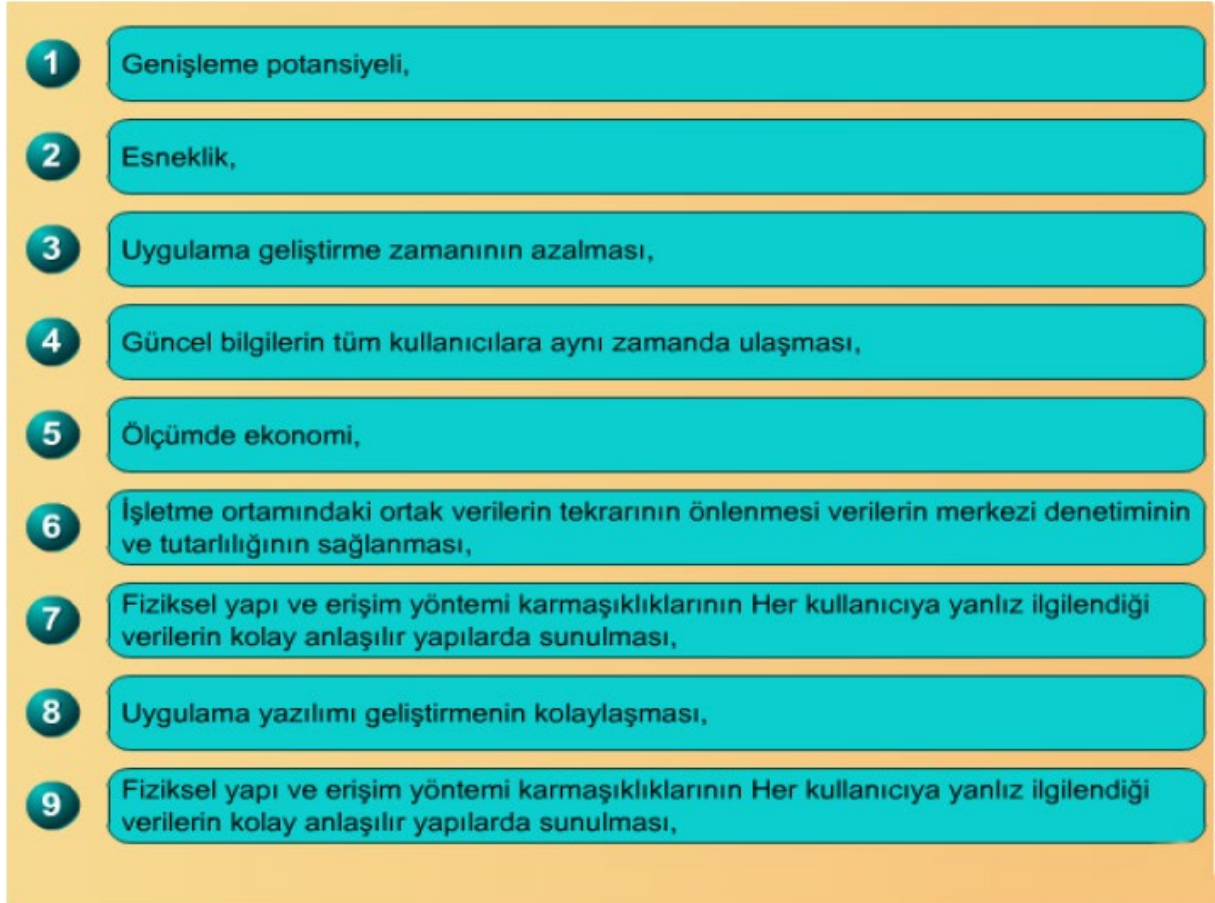 1 Genişleme potansiyeli,
2 Esneklik,
3 Uygulama geliştirme zamanının azalması,
4 Güncel bilgilerin tüm kullanıcılara aynı zamanda ulaşması,
5 Ölçümde ekonomi,
6 İşletme ortamındaki ortak verilerin tekrarının önlenmesi verilerin merkezi denetiminin
ve tutarlılığının sağlanması,
7 Fiziksel yapı ve erişim yöntemi karmaşıklıklarının Her kullanıcıya yanlız ilgilendiği
verilerin kolay anlaşılır yapılarda sunulması,
8 Uygulama yazılımı geliştirmenin kolaylaşması,
9 Fiziksel yapı ve erişim yöntemi karmaşıklıklarının Her kullanıcıya yanlız ilgilendiği
verilerin kolay anlaşılır yapılarda sunulması,